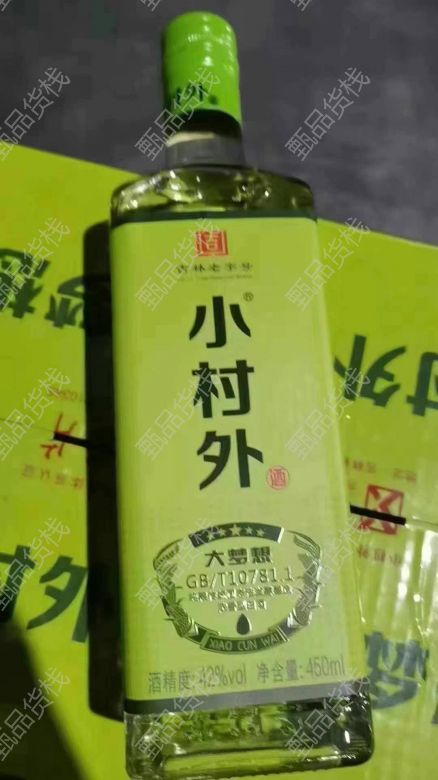 吉林老字号
小村外®
酒
大梦想
GB/T10781.1
XIAO CUN WAI
酒精度:42%vol 净含量:450ml
甄品货栈